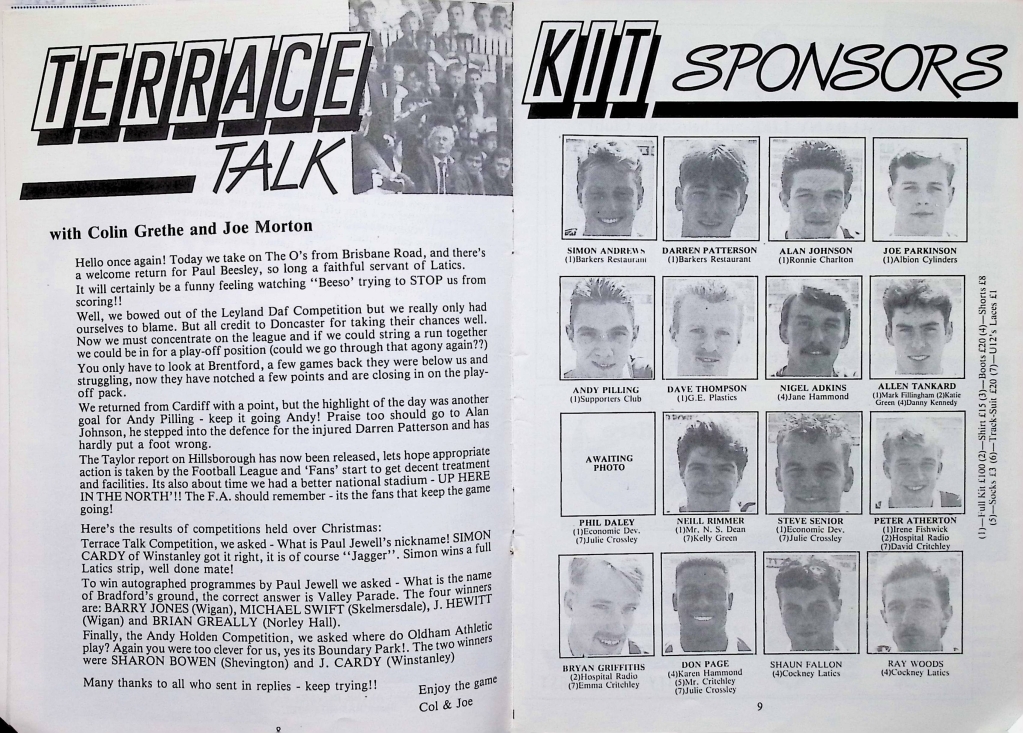 TERRACE
TALK
with Colin Grethe and Joe Morton
Hello once again! Today we take on The O's from Brisbane Road, and there's
a welcome return for Paul Beesley, so long a faithful servant of Latics.
It will certainly be a funny feeling watching "Beeso' trying to STOP us from
scoring!!
Well, we bowed out of the Leyland Daf Competition but we really only had
ourselves to blame. But all credit to Doncaster for taking their chances well.
Now we must concentrate on the league and if we could string a run together
we could be in for a play-off position (could we go through that agony again??)
You only have to look at Brentford, a few games back they were below us and
struggling, now they have notched a few points and are closing in on the play-
off pack.
We returned from Cardiff with a point, but the highlight of the day was another
goal for Andy Pilling - keep it going Andy! Praise too should go to Alan
Johnson, he stepped into the defence for the injured Darren Patterson and has
hardly put a foot wrong.
The Taylor report on Hillsborough has now been released, lets hope appropriate
action is taken by the Football League and 'Fans' start to get decent treatment
and facilities. Its also about time we had a better national stadium - UP HERE
IN THE NORTH'!! The F.A. should remember - its the fans that keep the game
going!
Here's the results of competitions held over Christmas:
Terrace Talk Competition, we asked - What is Paul Jewell's nickname! SIMON
CARDY of Winstanley got it right, it is of course "Jagger". Simon wins a full
Latics strip, well done mate!
To win autographed programmes by Paul Jewell we asked - What is the name
of Bradford's ground, the correct answer is Valley Parade. The four winners
are: BARRY JONES (Wigan), MICHAEL SWIFT (Skelmersdale), J. HEWITT
(Wigan) and BRIAN GREALLY (Norley Hall).
Finally, the Andy Holden Competition, we asked where do Oldham Athletic
play? Again you were too clever for us, yes its Boundary Park!. The two winners
were SHARON BOWEN (Shevington) and J. CARDY (Winstanley)
Many thanks to all who sent in replies - keep trying!!
Enjoy the game
Col & Joe
8
KIT SPONSORS
SIMON ANDREWS
(1)Barkers Restaurant
DARREN PATTERSON
(1)Barkers Restaurant
ALAN JOHNSON
(1)Ronnie Charlton
JOE PARKINSON
(1)Albion Cylinders
ANDY PILLING
(1)Supporters Club
DAVE THOMPSON
(1)G.E. Plastics
NIGEL ADKINS
(4)Jane Hammond
ALLEN TANKARD
(1)Mark Fillingham (2)Katie
Green (4)Danny Kennedy
AWAITING
PHOTO
PHIL DALEY
(1)Economic Dev.
(7)Julie Crossley
NEILL RIMMER
(1)Mr. N. S. Dean
(7)Kelly Green
STEVE SENIOR
(1)Economic Dev.
(7)Julie Crossley
PETER ATHERTON
(1)Irene Fishwick
(2)Hospital Radio
(7)David Critchley
BRYAN GRIFFITHS
(2)Hospital Radio
(7)Emma Critchley
DON PAGE
(4)Karen Hammond
(5)Mr. Critchley
(7)Julie Crossley
SHAUN FALLON
(4)Cockney Latics
RAY WOODS
(4)Cockney Latics
(1)—Full Kit £100 (2)—Shirt £15 (3)—Boots £20 (4)—Shorts £8
(5)—Socks £3 (6)—Track-Suit £20 (7)—U12's Laces £1
9